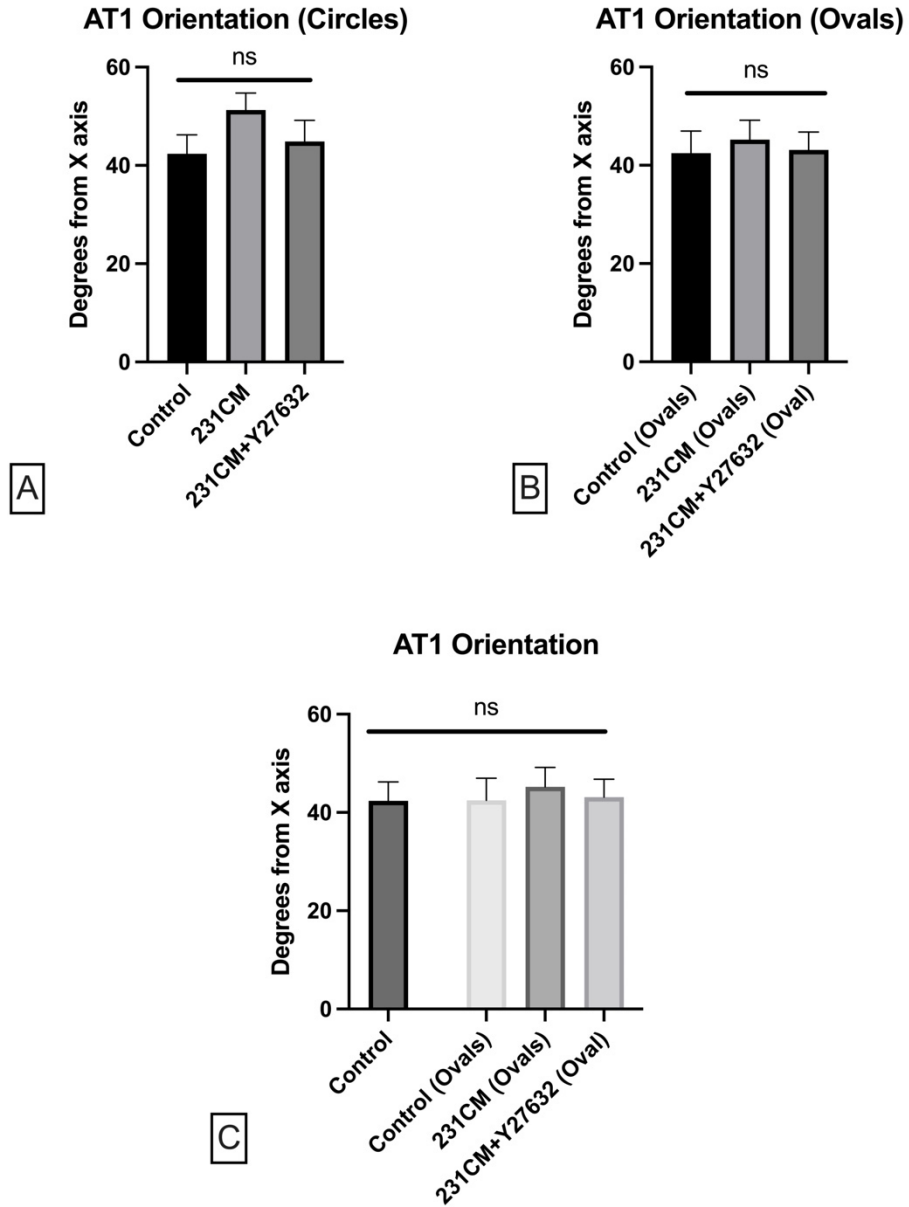 AT1 Orientation (Circles)
ns
60
40
20
0
Degrees from X axis
Control
231CM
231CM+Y27632
A
AT1 Orientation (Ovals)
ns
60
40
20
0
Degrees from X axis
Control (Ovals)
231CM (Ovals)
231CM+Y27632 (Oval)
B
AT1 Orientation
ns
60
40
20
0
Degrees from X axis
Control
Control (Ovals)
231CM (Ovals)
231CM+Y27632 (Oval)
C